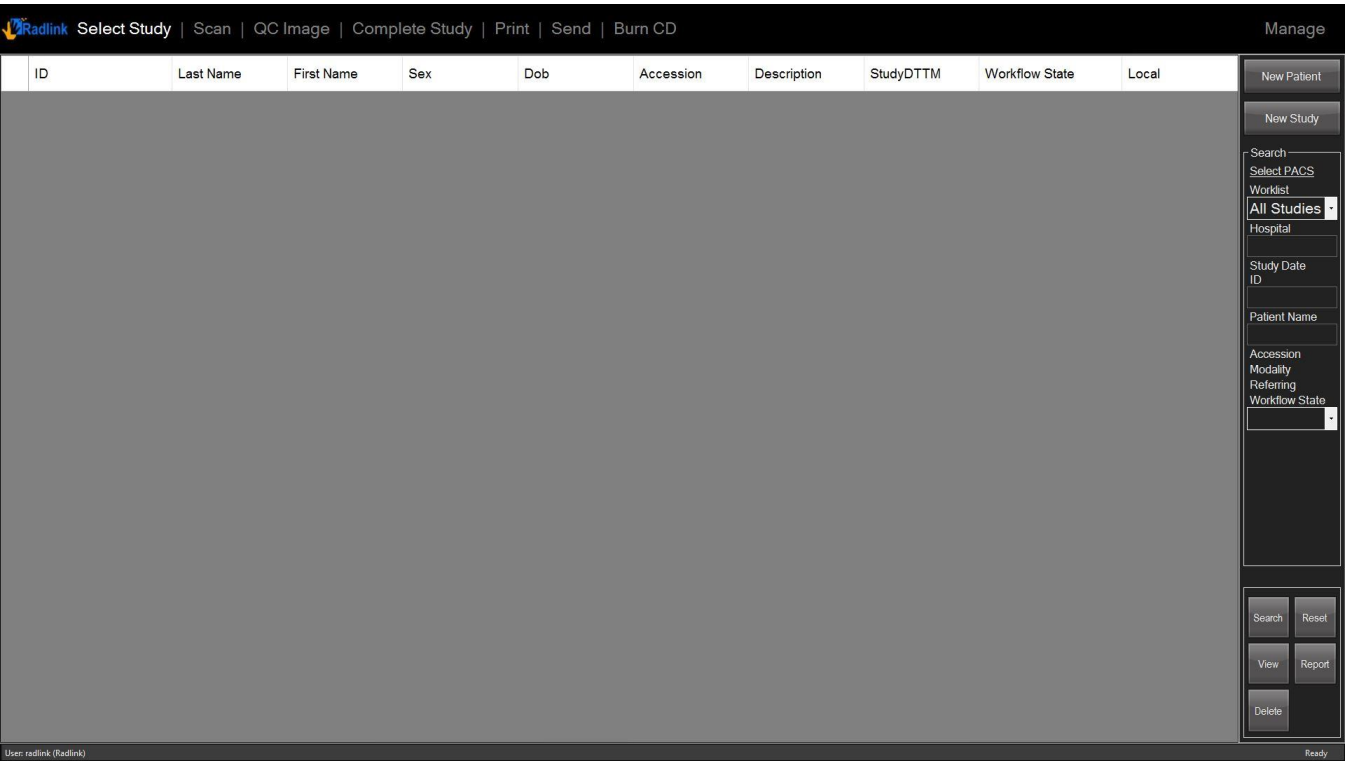 Radlink Select Study | Scan | QC Image | Complete Study | Print | Send | Burn CD Manage
ID Last Name First Name Sex Dob Accession Description StudyDTTM Workflow State Local
New Patient
New Study
Search
Select PACS
Worklist
All Studies
Hospital
Study Date
ID
Patient Name
Accession
Modality
Referring
Workflow State
Search Reset
View Report
Delete
User: radlink (Radlink) Ready